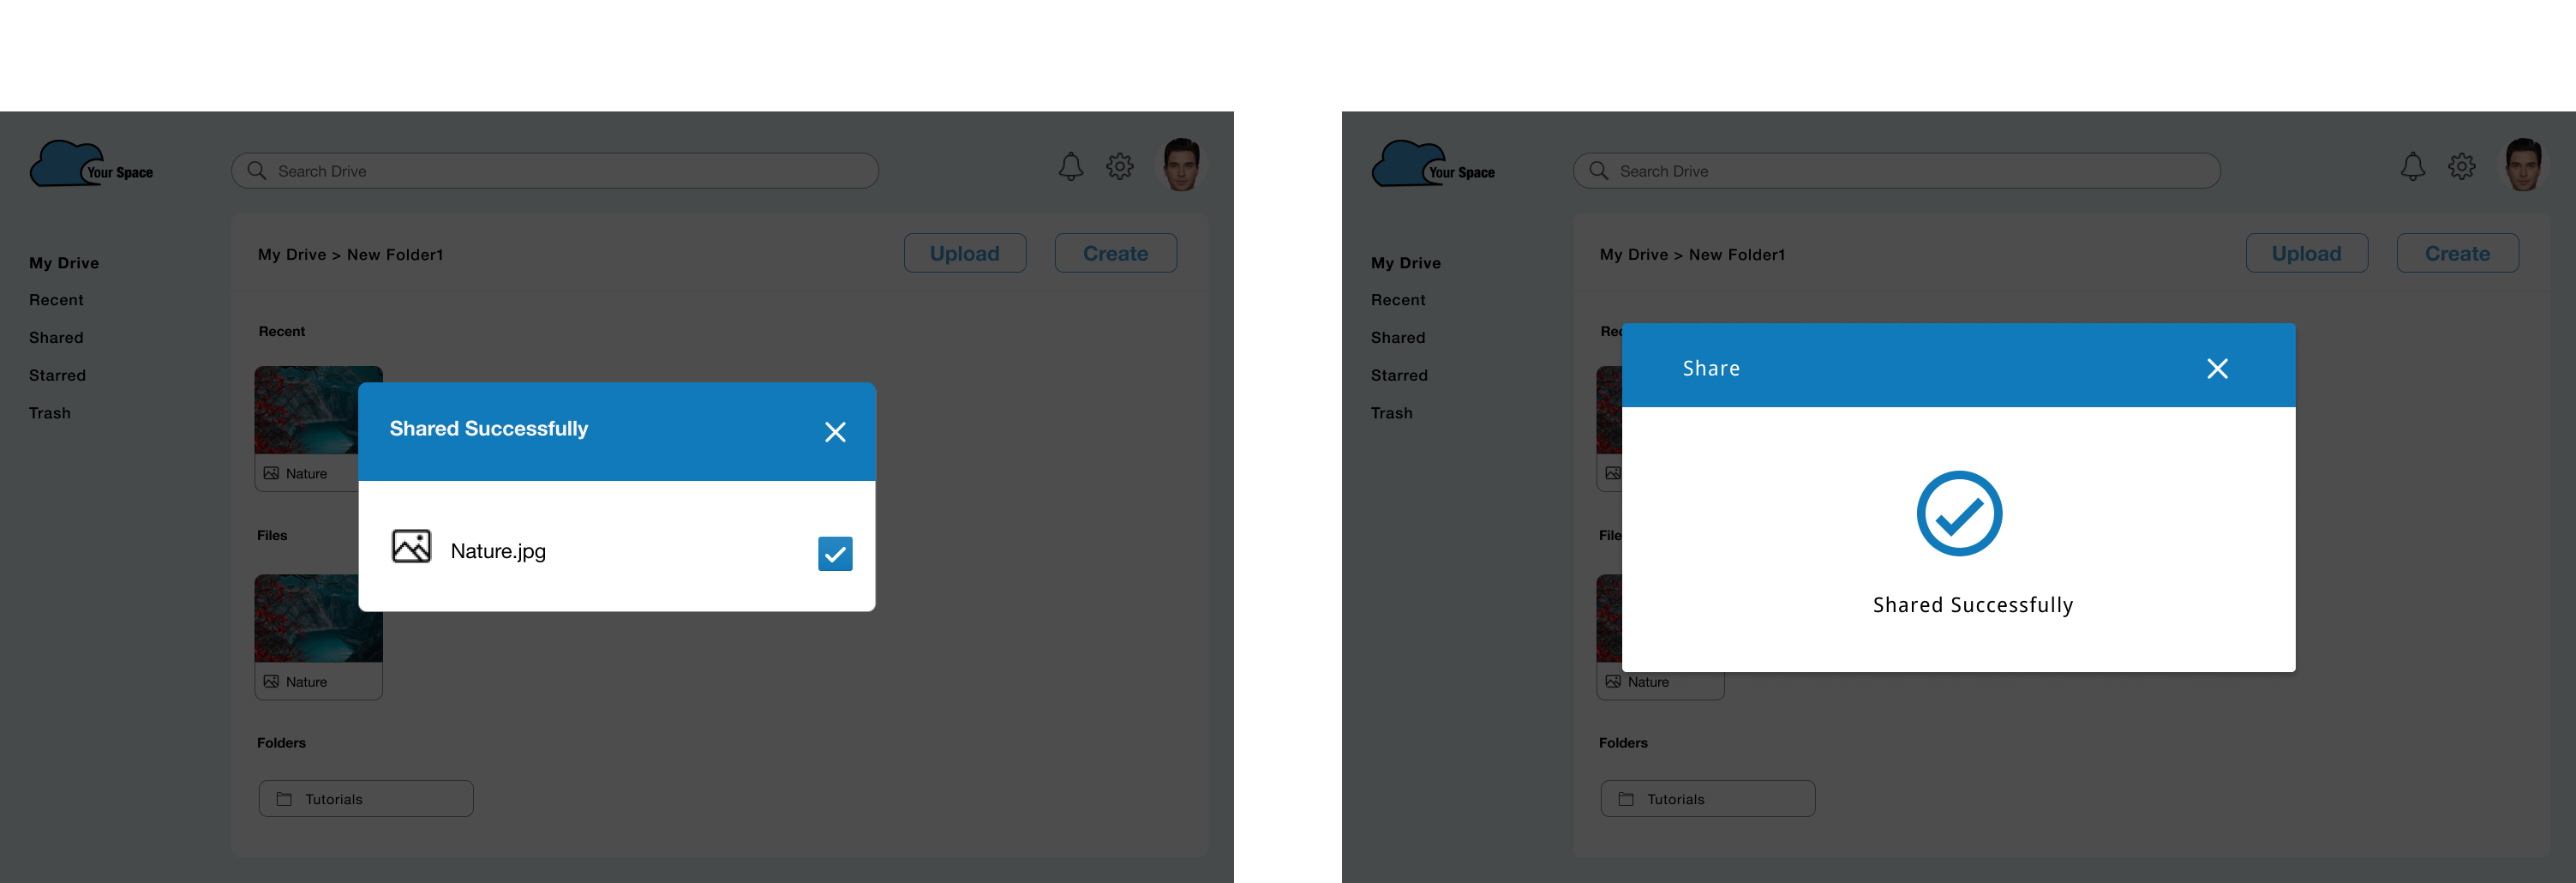 Your Space
Search Drive
My Drive > New Folder1
Upload
Create
My Drive
Recent
Shared
Starred
Trash
Recent
Nature
Shared Successfully
Nature.jpg
Files
Nature
Folders
Tutorials
Your Space
Search Drive
My Drive > New Folder1
Upload
Create
My Drive
Recent
Shared
Starred
Trash
Share
Shared Successfully
Nature
Folders
Tutorials